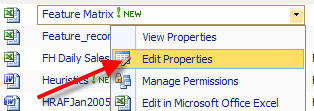 Feature Matrix ! NEW
Feature_recor
View Properties
FH Daily Sales
Edit Properties
Heuristics ! N
Manage Permissions
HRAFJan2005
Edit in Microsoft Office Excel